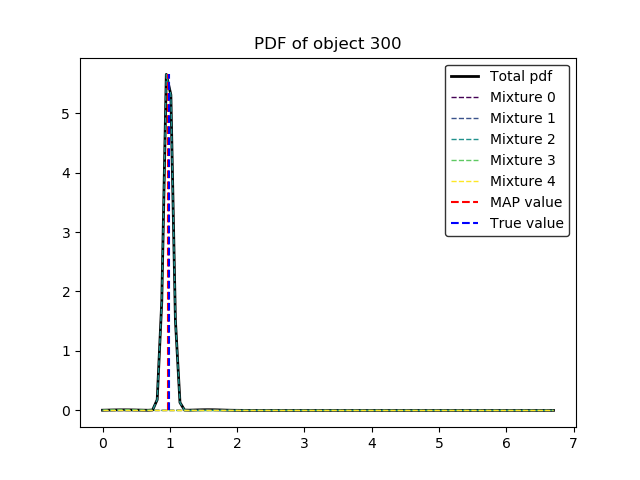 PDF of object 300
Total pdf
Mixture 0
Mixture 1
Mixture 2
Mixture 3
Mixture 4
MAP value
True value
5
4
3
2
1
0
0 1 2 3 4 5 6 7